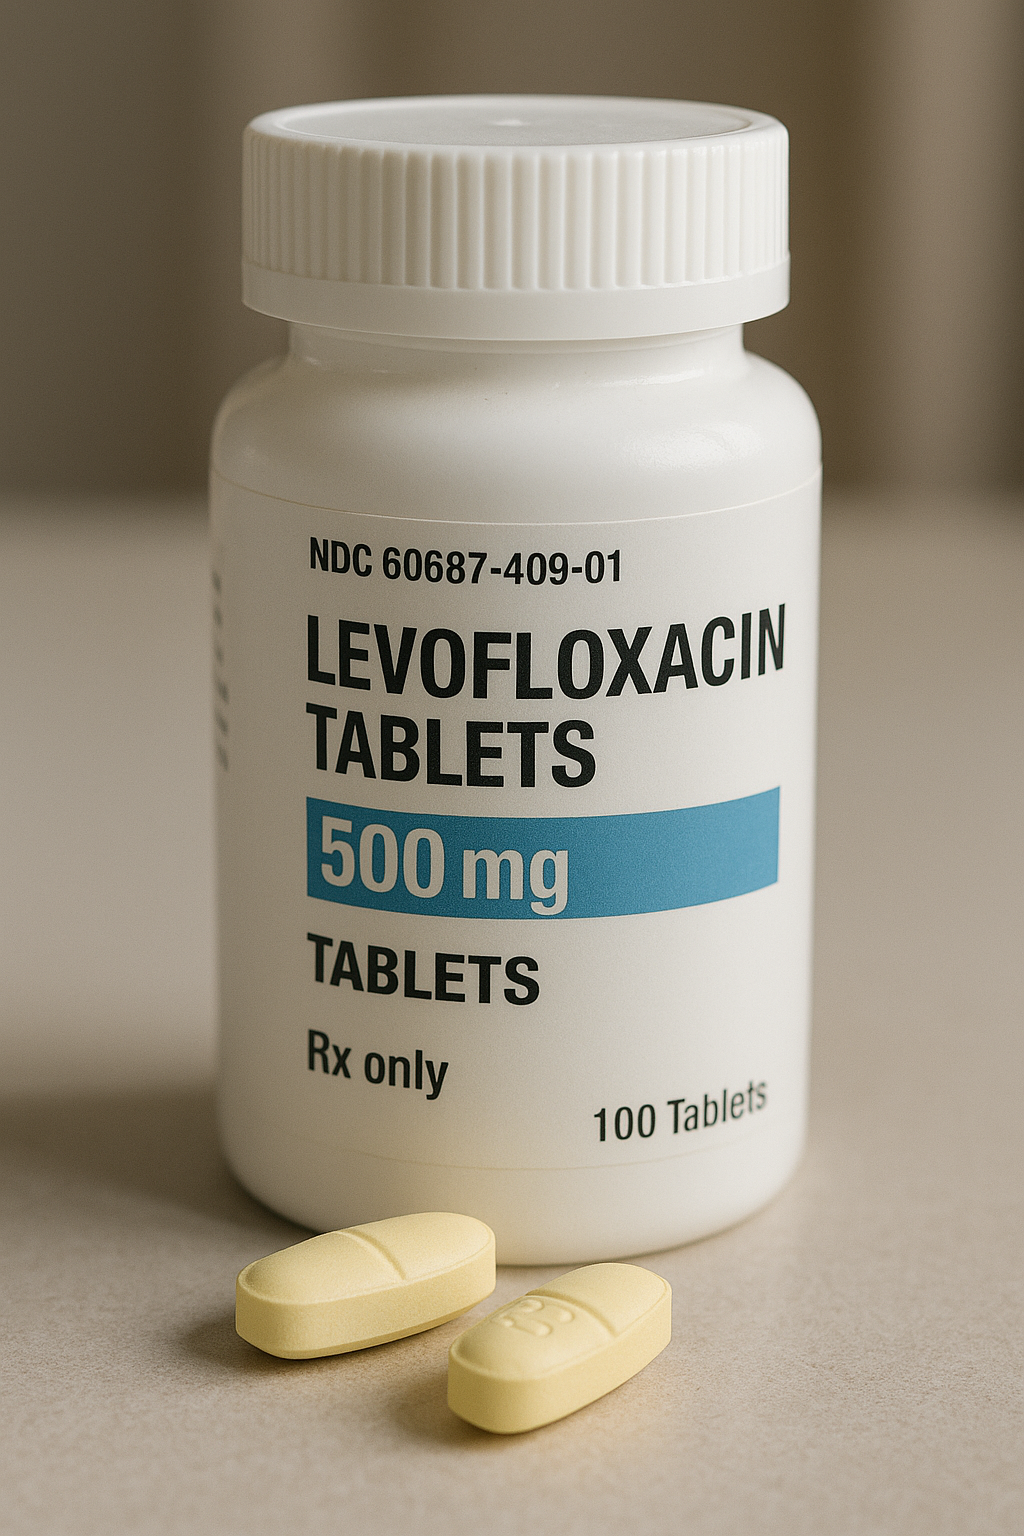 NDC 60687-409-01
LEVOFLOXACIN
TABLETS
500 mg
TABLETS
Rx only
100 Tablets